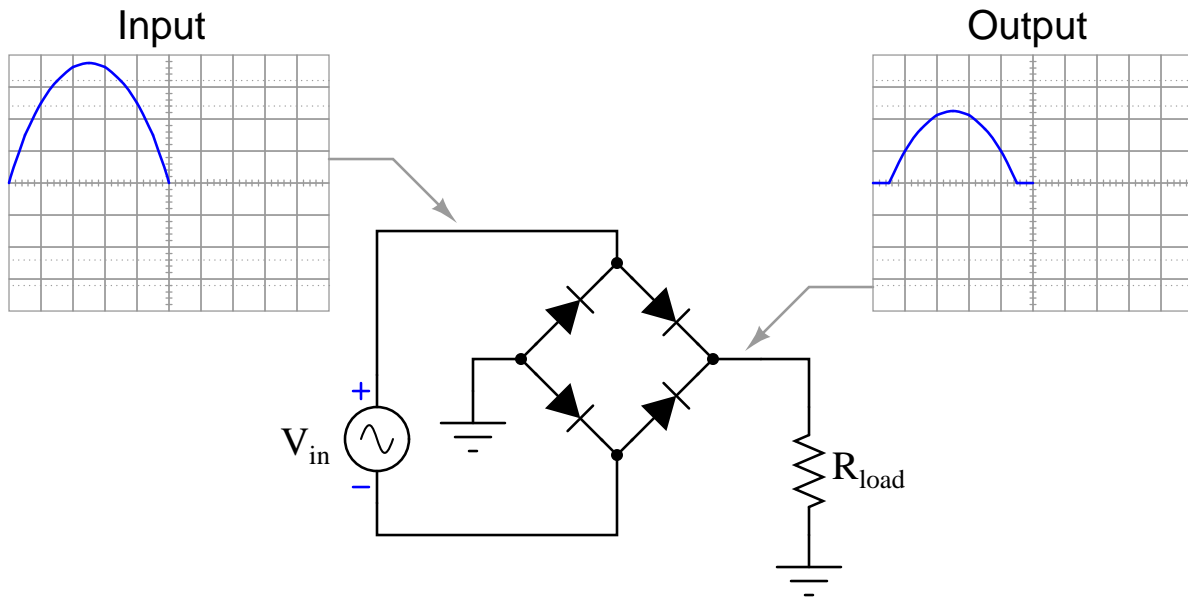 Input
Output
+
V_in
−
R_load